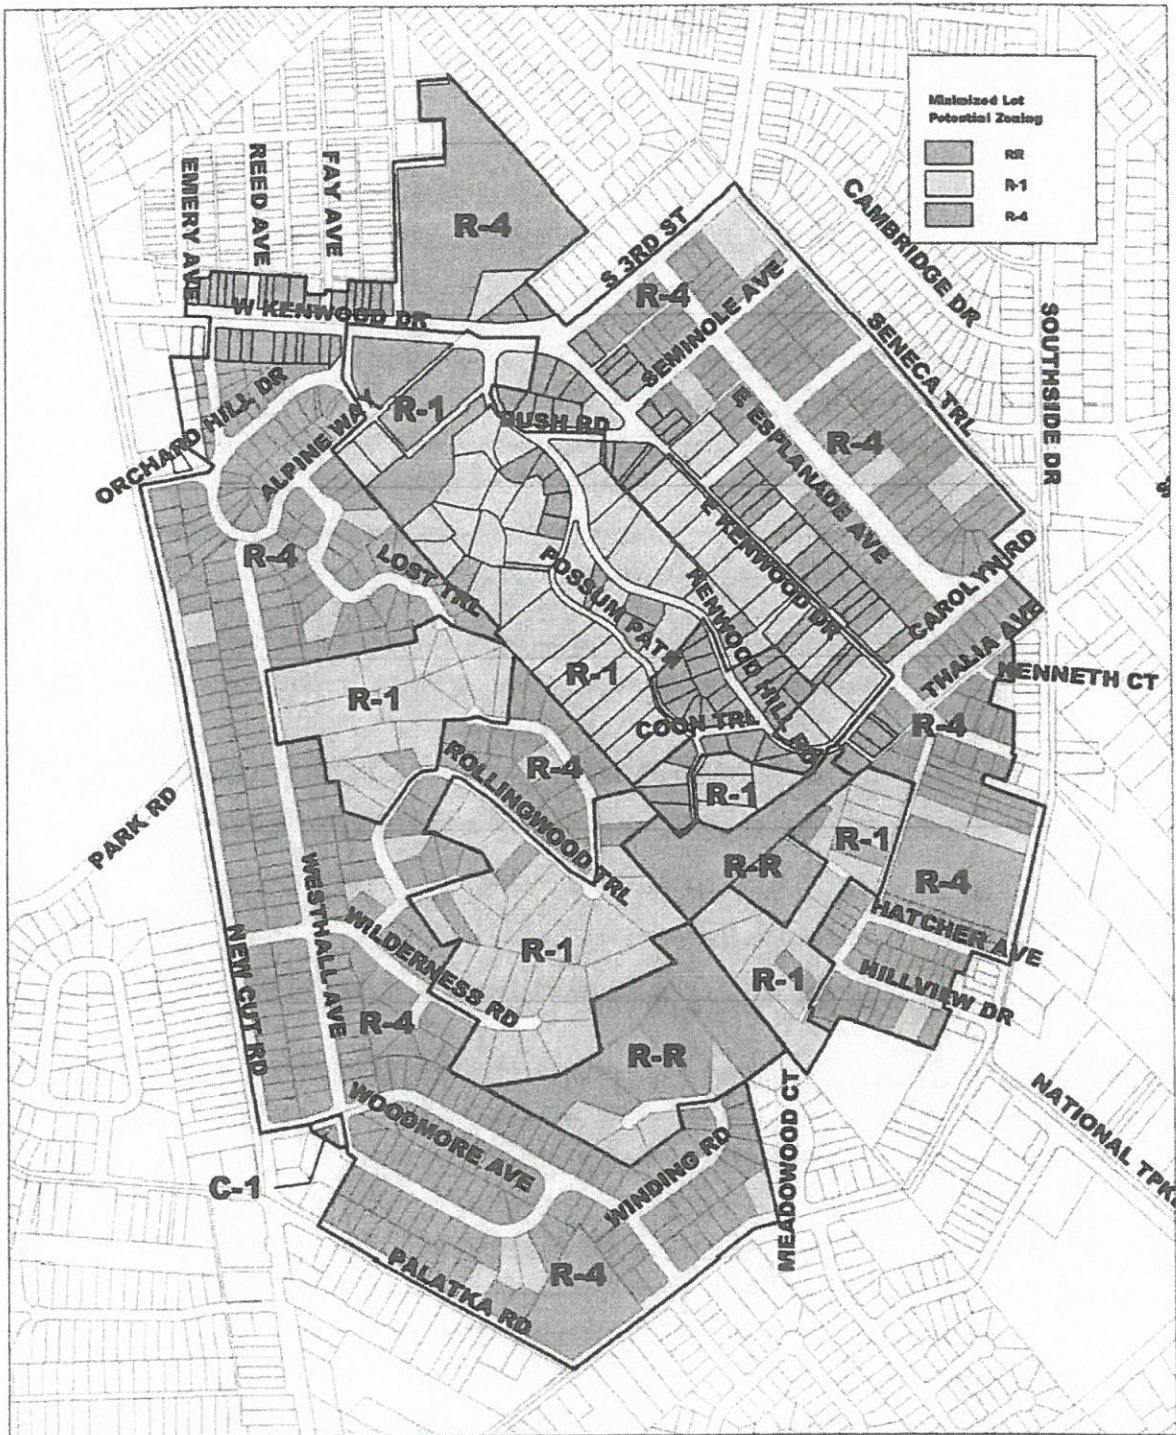 Minimized Lot
Potential Zoning
RR
R-1
R-4
EMERY AVE
REED AVE
FAY AVE
R-4
S 3RD ST
CAMBRIDGE DR
R-4
SEMINOLE AVE
SENECA TRL
SOUTHSIDE DR
W KENWOOD DR
ORCHARD HILL DR
ALPINE WAY
R-1
RUSH RD
E ESPLANADE AVE
R-4
R-4
LOST TRL
POSSUM PATH
KENWOOD HILL RD
E KENWOOD DR
CAROLYN RD
THALIA AVE
KENNETH CT
R-1
R-1
COON TRL
R-4
ROLLINGWOOD TRL
R-4
R-1
PARK RD
R-R
R-1
R-4
HATCHER AVE
HILLVIEW DR
NEW CUT RD
WESTHALL AVE
WILDERNESS RD
R-1
R-1
R-4
R-R
WOODMORE AVE
WINDING RD
MEADOWOOD CT
NATIONAL TPKE
C-1
PALATKA RD
R-4